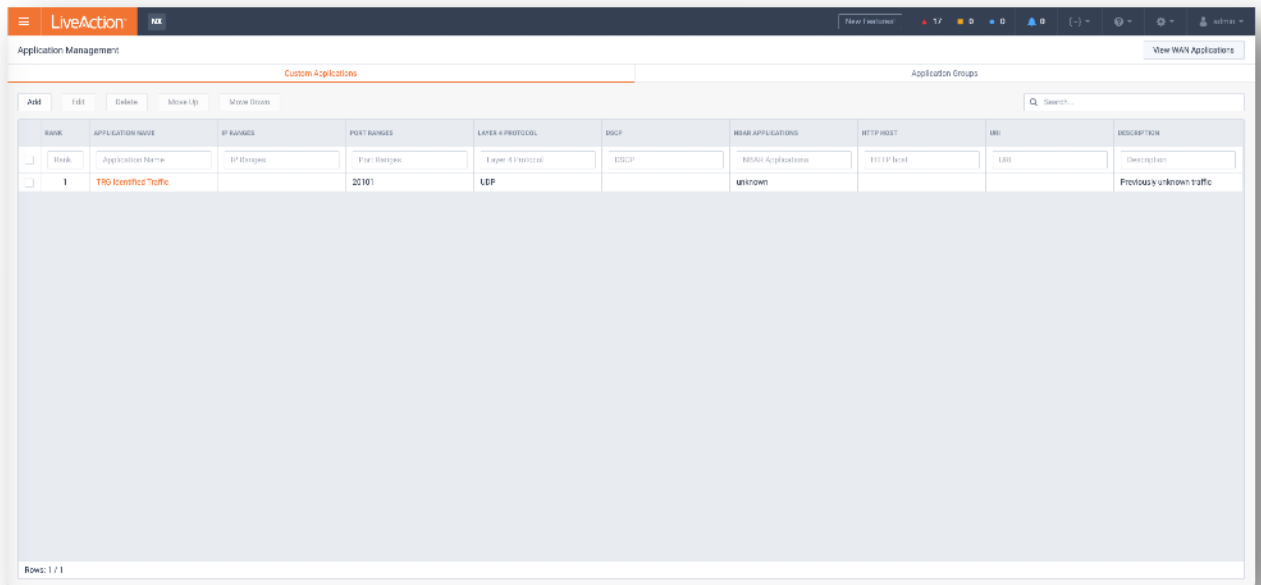 LiveAction NX New Features 17 0 0 0 (-) admin
Application Management View WAN Applications
Custom Applications Application Groups
Add Edit Delete Move Up Move Down Search...
RANK APPLICATION NAME IP RANGES PORT RANGES LAYER 4 PROTOCOL DSCP NBAR APPLICATIONS HTTP HOST URI DESCRIPTION
Rank Application Name IP Ranges Port Ranges Layer 4 Protocol DSCP NBAR Applications HTTP host URI Description
1 TRG Identified Traffic 20101 UDP unknown Previously unknown traffic
Rows: 1 / 1